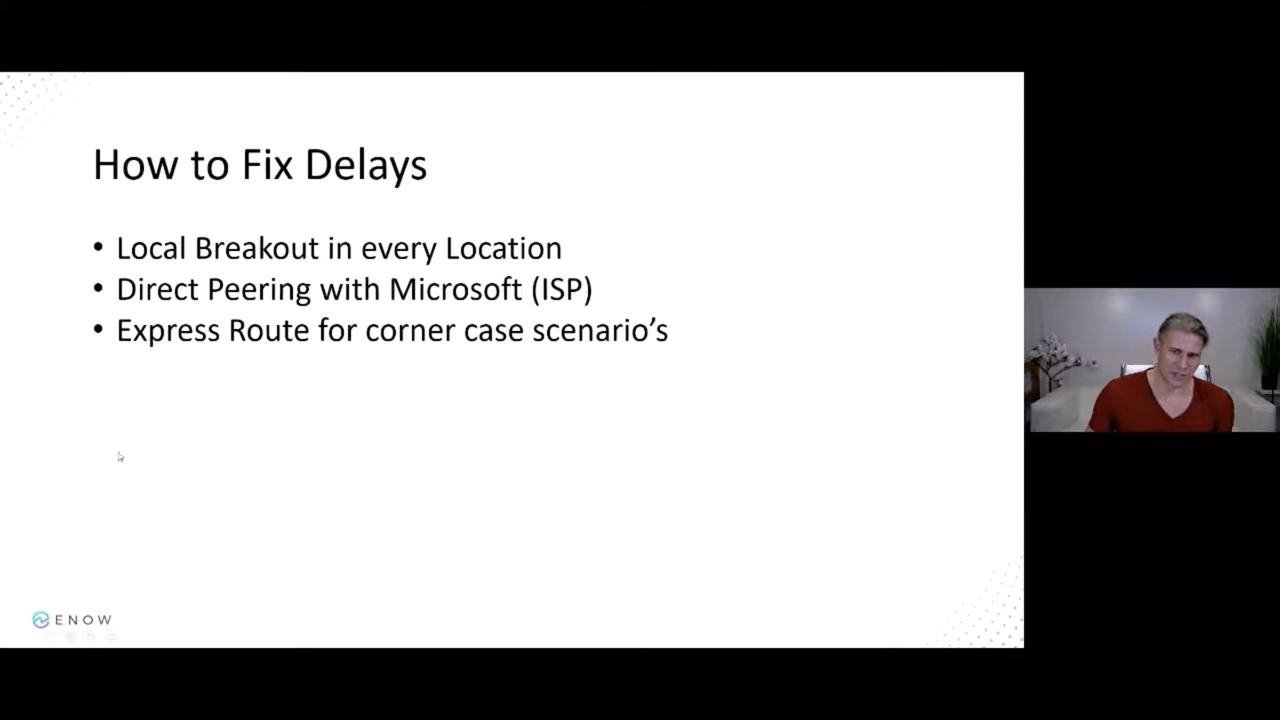 How to Fix Delays
• Local Breakout in every Location
• Direct Peering with Microsoft (ISP)
• Express Route for corner case scenario’s
ENOW